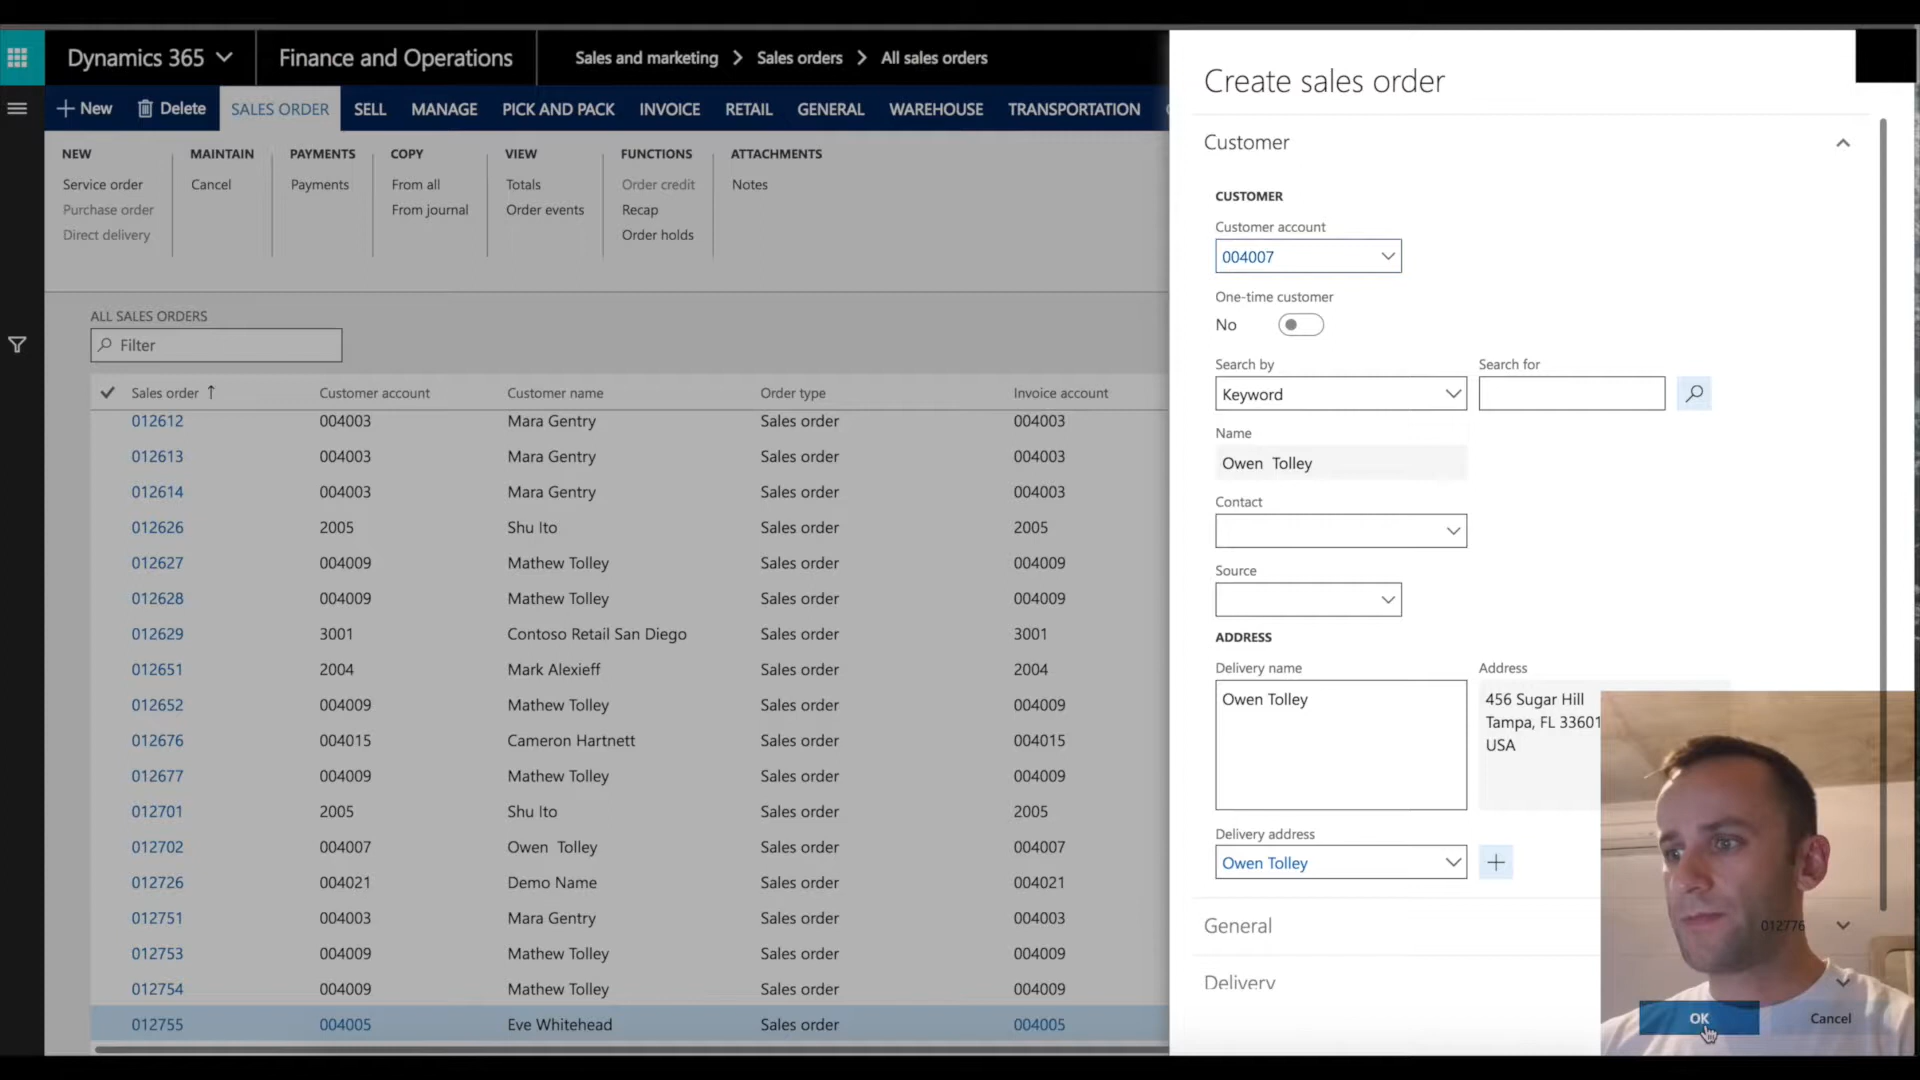 Dynamics 365
Finance and Operations
Sales and marketing > Sales orders > All sales orders
New
Delete
SALES ORDER
SELL
MANAGE
PICK AND PACK
INVOICE
RETAIL
GENERAL
WAREHOUSE
TRANSPORTATION
NEW
Service order
Purchase order
Direct delivery
MAINTAIN
Cancel
PAYMENTS
Payments
COPY
From all
From journal
VIEW
Totals
Order events
FUNCTIONS
Order credit
Recap
Order holds
ATTACHMENTS
Notes
ALL SALES ORDERS
Filter
Sales order ↑ Customer account Customer name Order type Invoice account
012612 004003 Mara Gentry Sales order 004003
012613 004003 Mara Gentry Sales order 004003
012614 004003 Mara Gentry Sales order 004003
012626 2005 Shu Ito Sales order 2005
012627 004009 Mathew Tolley Sales order 004009
012628 004009 Mathew Tolley Sales order 004009
012629 3001 Contoso Retail San Diego Sales order 3001
012651 2004 Mark Alexieff Sales order 2004
012652 004009 Mathew Tolley Sales order 004009
012676 004015 Cameron Hartnett Sales order 004015
012677 004009 Mathew Tolley Sales order 004009
012701 2005 Shu Ito Sales order 2005
012702 004007 Owen Tolley Sales order 004007
012726 004021 Demo Name Sales order 004021
012751 004003 Mara Gentry Sales order 004003
012753 004009 Mathew Tolley Sales order 004009
012754 004009 Mathew Tolley Sales order 004009
012755 004005 Eve Whitehead Sales order 004005
Create sales order
Customer
CUSTOMER
Customer account
004007
One-time customer
No
Search by
Keyword
Search for
Name
Owen Tolley
Contact
Source
ADDRESS
Delivery name
Owen Tolley
Address
456 Sugar Hill
Tampa, FL 33601
USA
Delivery address
Owen Tolley
General
012776
Delivery
OK
Cancel